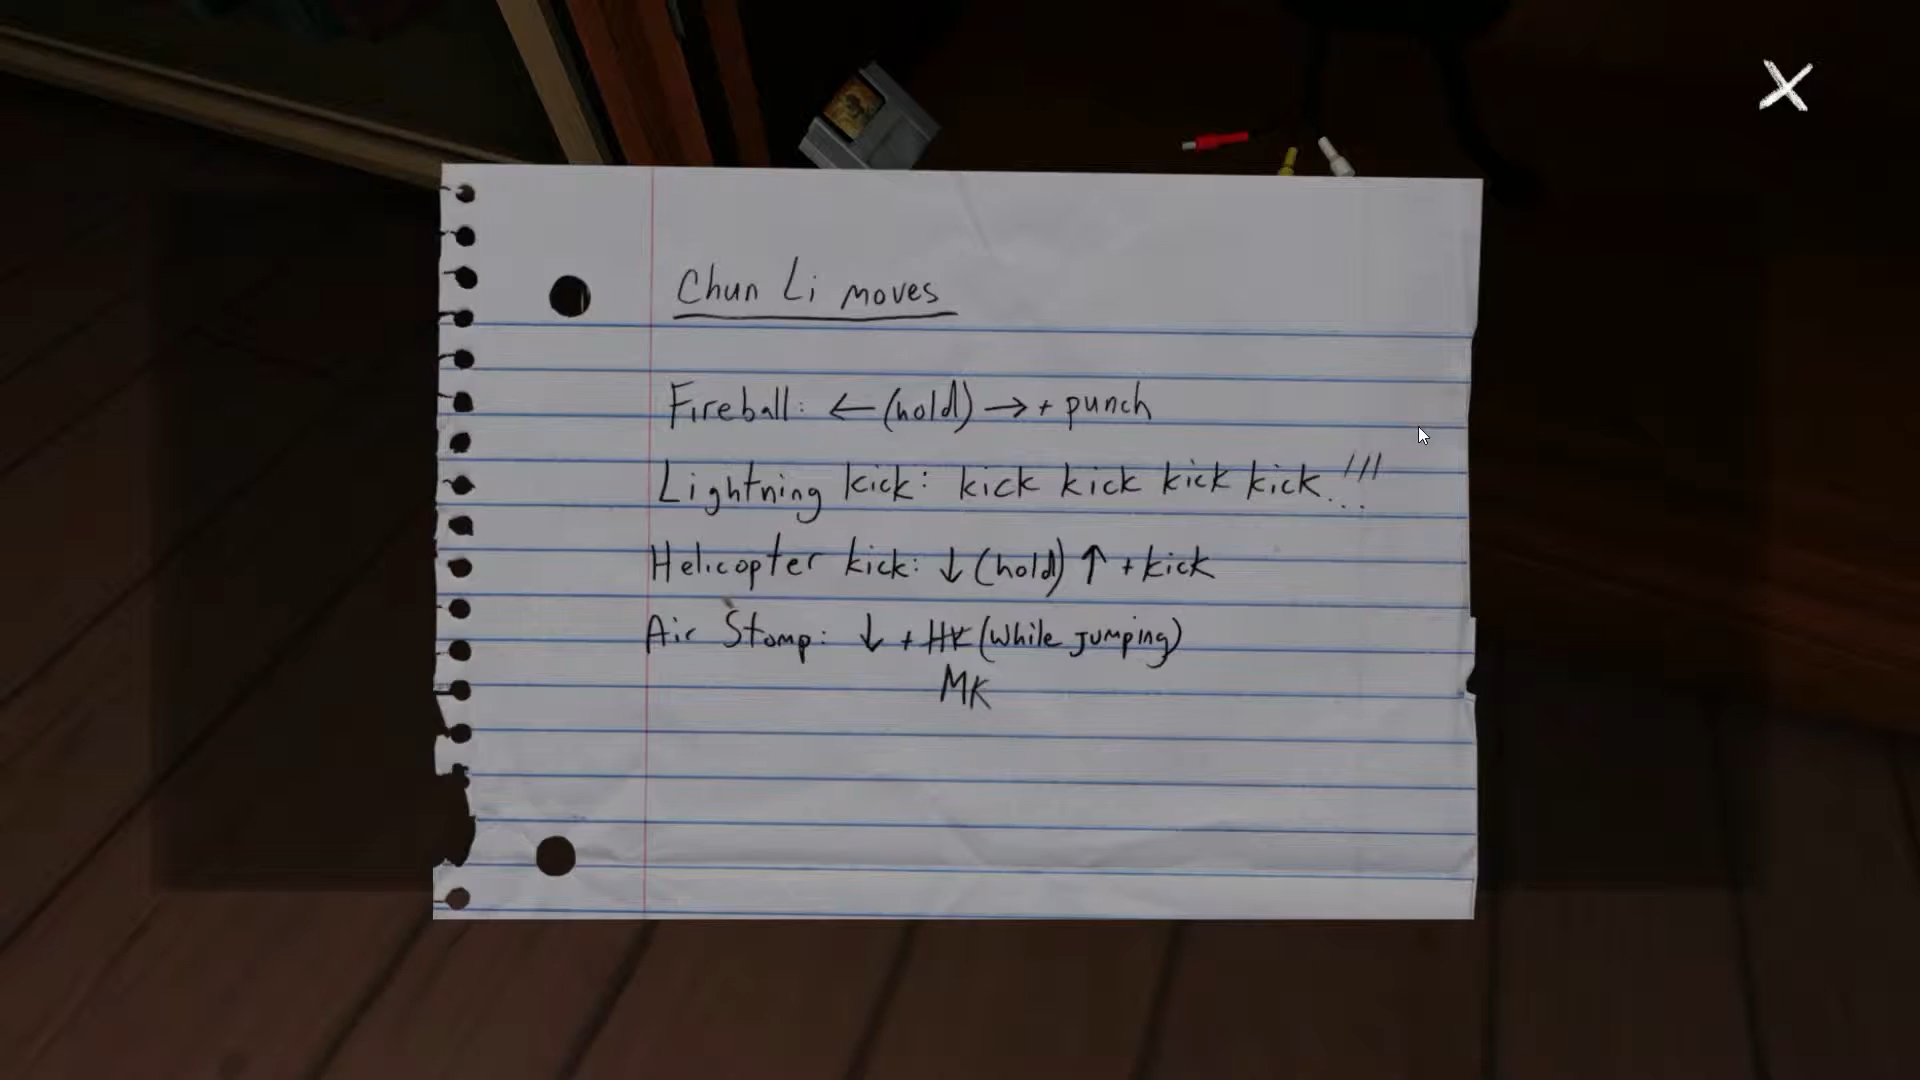 Chun Li moves
Fireball: ← (hold) → + punch
Lightning kick: kick kick kick kick!!!
Helicopter kick: ↓ (hold) ↑ + kick
Air Stomp: ↓ + HK (while jumping)
MK